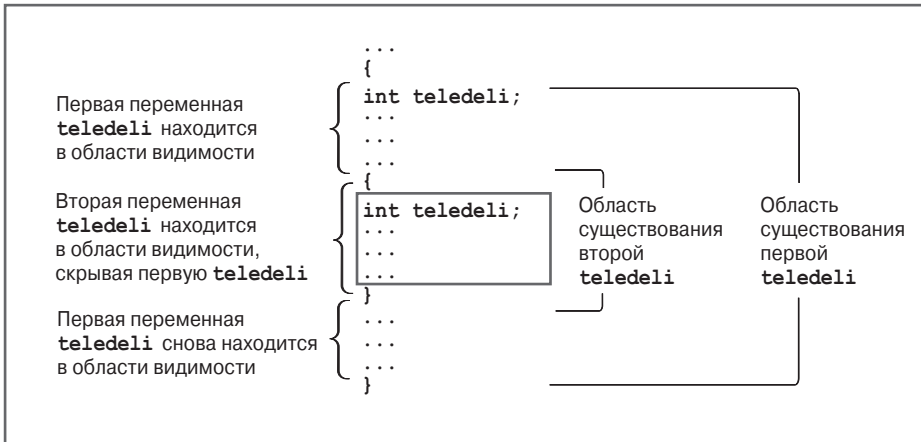 ...
{
Первая переменная
teledeli находится
в области видимости
int teledeli;
...
...
...
{
Вторая переменная
teledeli находится
в области видимости,
скрывая первую teledeli
int teledeli;
...
...
...
}
Область
существования
второй
teledeli
Область
существования
первой
teledeli
Первая переменная
teledeli снова находится
в области видимости
...
...
...
}